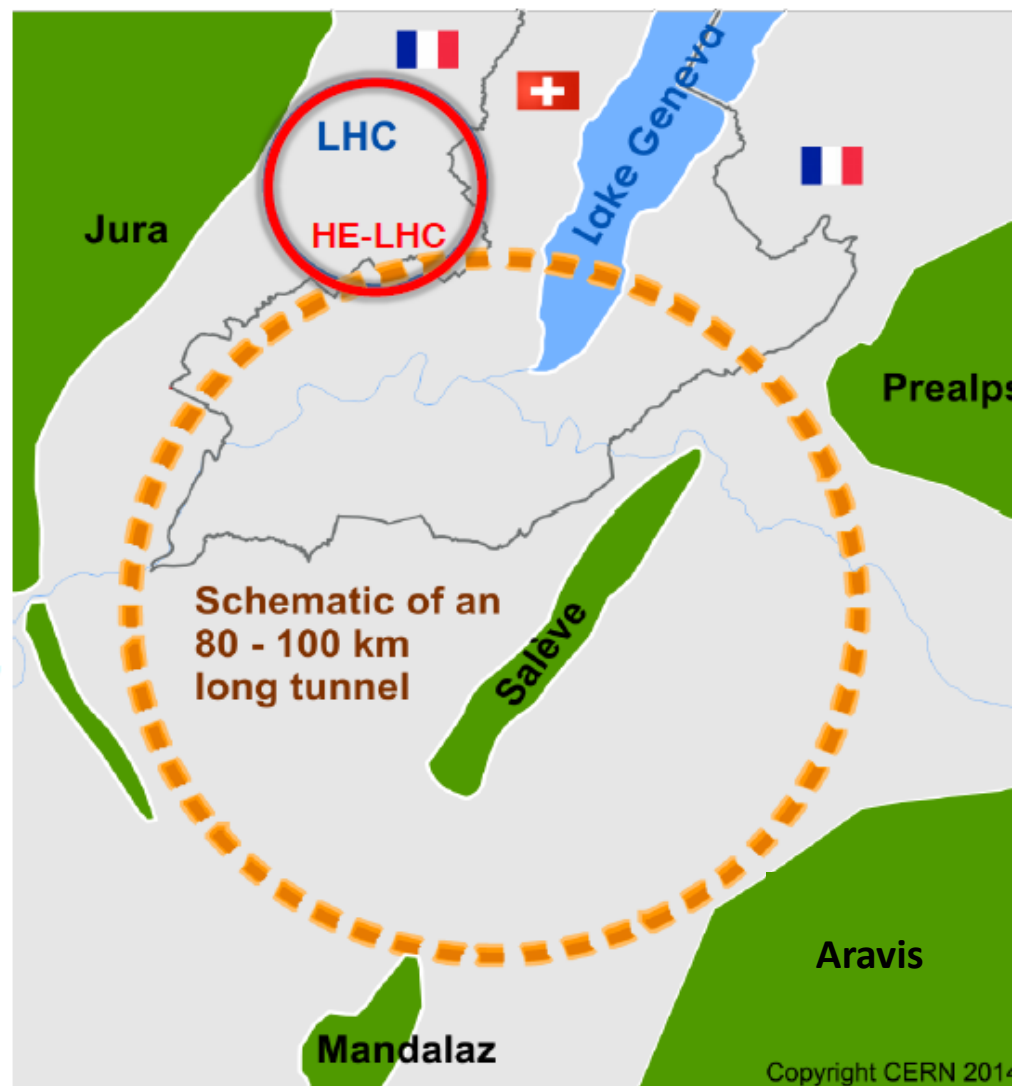 LHC
Lake Geneva
Jura
HE-LHC
Prealps
Schematic of an
80 - 100 km
long tunnel
Salève
Aravis
Mandalaz
Copyright CERN 2014